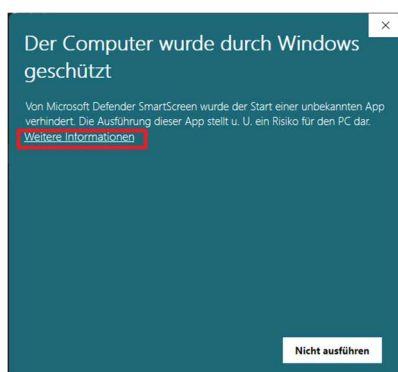 Der Computer wurde durch Windows
geschützt
Von Microsoft Defender SmartScreen wurde der Start einer unbekannten App
verhindert. Die Ausführung dieser App stellt u. U. ein Risiko für den PC dar.
Weitere Informationen
Nicht ausführen